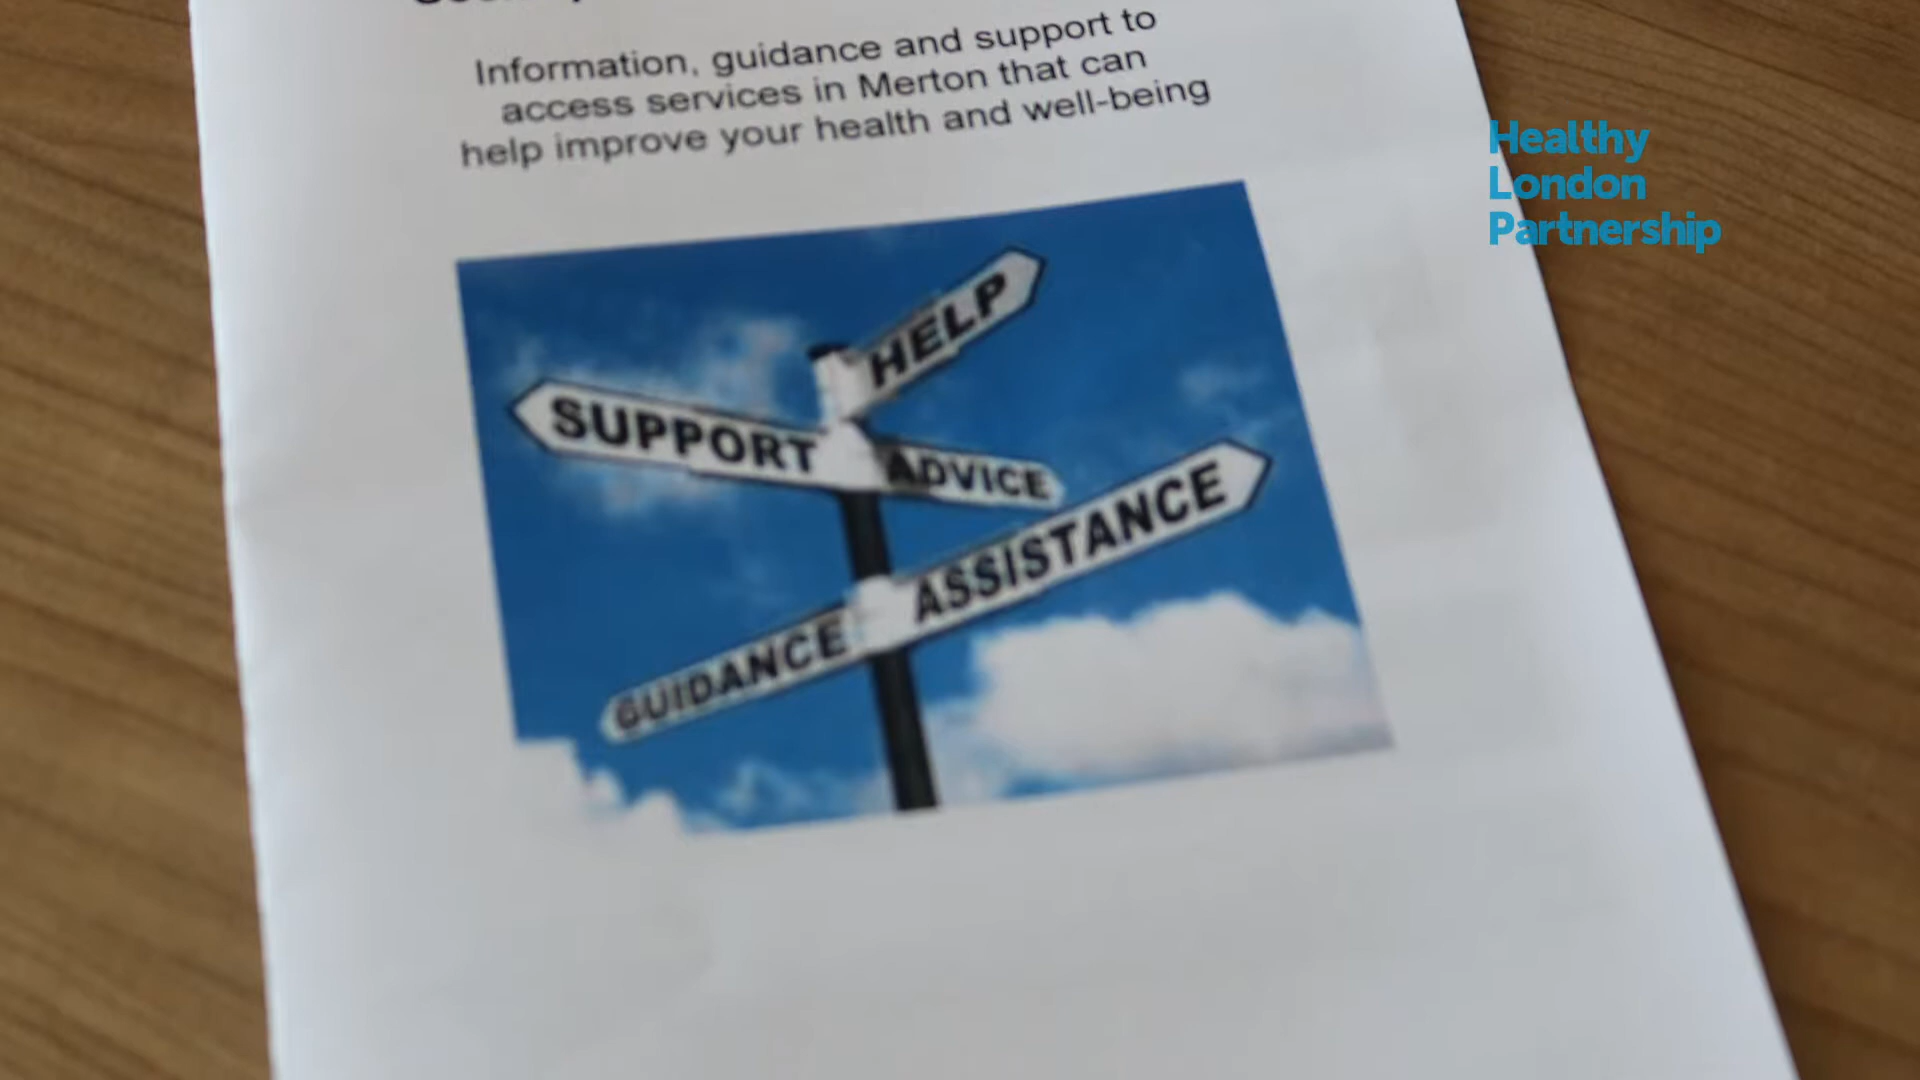 Information, guidance and support to
access services in Merton that can
help improve your health and well-being
Healthy
London
Partnership
HELP
SUPPORT
ADVICE
ASSISTANCE
GUIDANCE